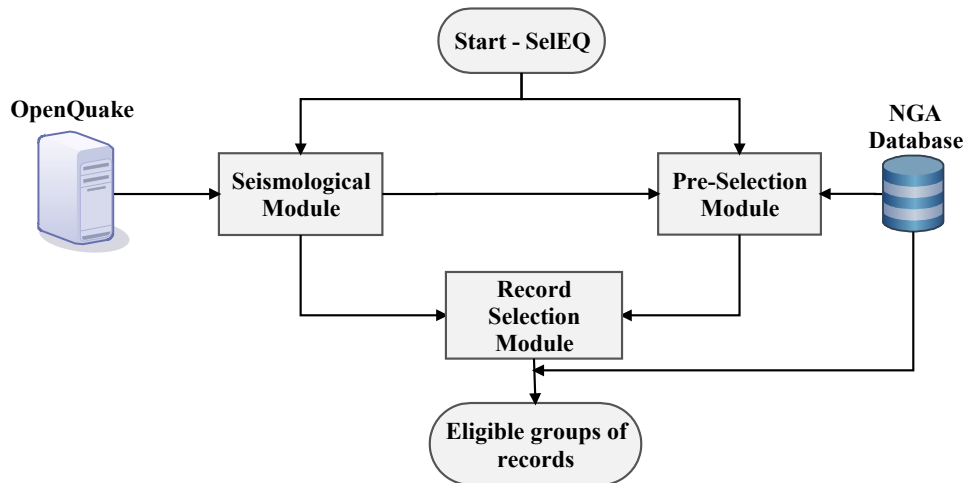 Start - SelEQ
OpenQuake
NGA
Database
Seismological
Module
Pre-Selection
Module
Record
Selection
Module
Eligible groups of
records